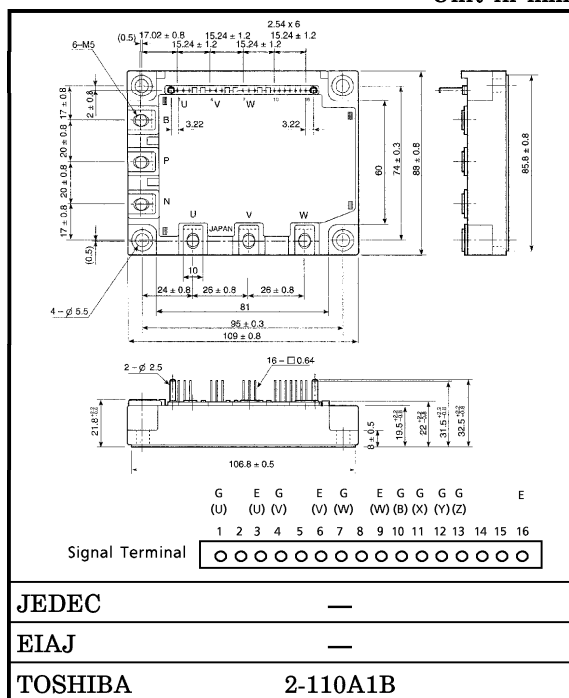 2.54 x 6
(0.5) 17.02 ± 0.8 15.24 ± 1.2 15.24 ± 1.2
6–M5
15.24 ± 1.2 15.24 ± 1.2
U V W
B
P
N
3.22 3.22
17 ± 0.8
2 ± 0.8
20 ± 0.8
20 ± 0.8
17 ± 0.8
(0.5)
60
74 ± 0.3
88 ± 0.8
85.8 ± 0.8
U V W
JAPAN
10
24 ± 0.8 26 ± 0.8 26 ± 0.8
4 – ø 5.5
81
95 ± 0.3
109 ± 0.8
2 – ø 2.5
16 – □ 0.64
21.8
8 ± 0.5
19.5
22
31.5
32.5
106.8 ± 0.5
G E G E G E G G G G E
(U) (U) (V) (V) (W) (W) (B) (X) (Y) (Z)
1 2 3 4 5 6 7 8 9 10 11 12 13 14 15 16
Signal Terminal
JEDEC —
EIAJ —
TOSHIBA 2-110A1B